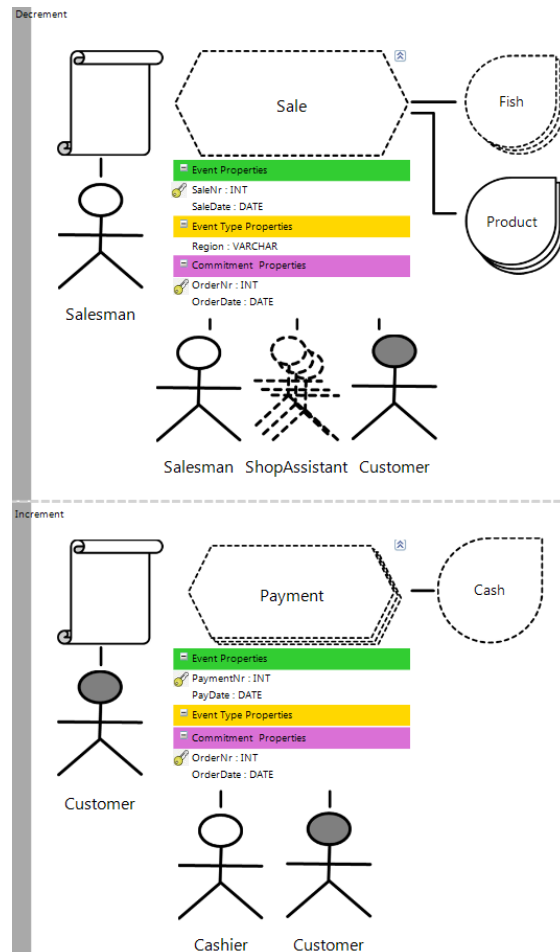 Decrement
Sale
Fish
Product
Event Properties
SaleNr : INT
SaleDate : DATE
Event Type Properties
Region : VARCHAR
Commitment Properties
OrderNr : INT
OrderDate : DATE
Salesman
Salesman ShopAssistant Customer
Increment
Payment
Cash
Event Properties
PaymentNr : INT
PayDate : DATE
Event Type Properties
Commitment Properties
OrderNr : INT
OrderDate : DATE
Customer
Cashier Customer